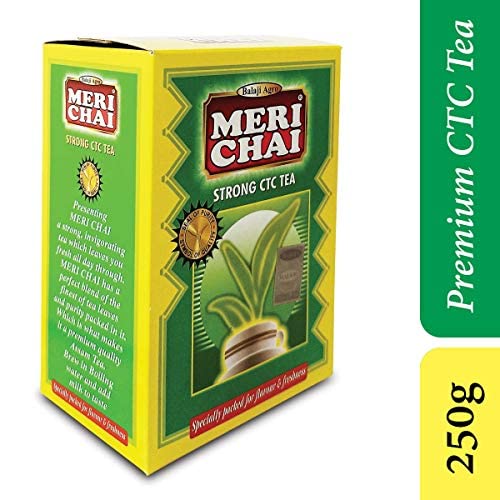 Balaji Agro
MERI
CHAI
STRONG CTC TEA
Presenting
MERI CHAI
a strong, invigorating
tea which leaves you
fresh all day through.
MERI CHAI has a
perfect blend of the
finest of tea leaves
and purity packed in it.
Which in what makes
it a premium quality
Assam Tea.
Brew in Boiling
water and add
milk to taste
Specially packed for flavour & freshness
Balaji Agro
MERI
CHAI
STRONG CTC TEA
Specially packed for flavour & freshness
Premium CTC Tea
250g